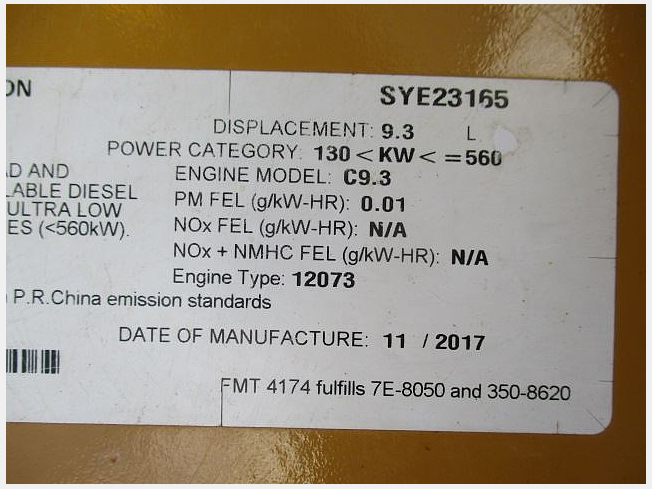 ON SYE23165
DISPLACEMENT: 9.3 L
POWER CATEGORY: 130 < KW < = 560
AD AND ENGINE MODEL: C9.3
LABLE DIESEL PM FEL (g/kW-HR): 0.01
ULTRA LOW NOx FEL (g/kW-HR): N/A
ES (<560kW). NOx + NMHC FEL (g/kW-HR): N/A
Engine Type: 12073
P.R.China emission standards
DATE OF MANUFACTURE: 11 / 2017
FMT 4174 fulfills 7E-8050 and 350-8620